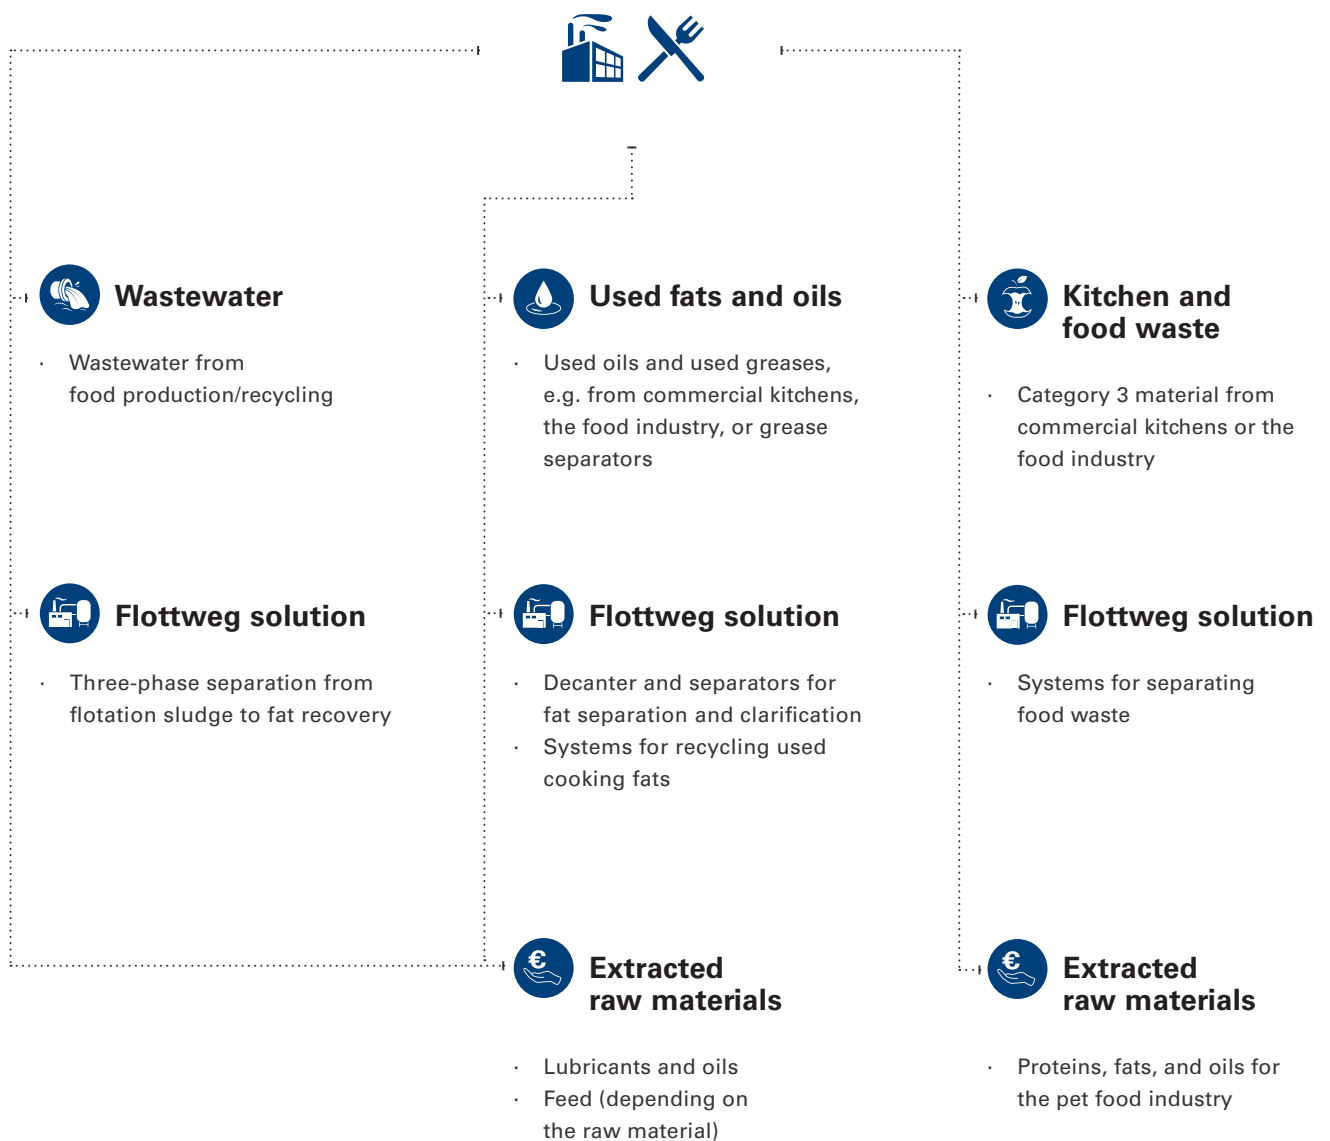 Wastewater
· Wastewater from
food production/recycling
Flottweg solution
· Three-phase separation from
flotation sludge to fat recovery
Used fats and oils
· Used oils and used greases,
e.g. from commercial kitchens,
the food industry, or grease
separators
Flottweg solution
· Decanter and separators for
fat separation and clarification
· Systems for recycling used
cooking fats
€
Extracted
raw materials
· Lubricants and oils
· Feed (depending on
the raw material)
Kitchen and
food waste
· Category 3 material from
commercial kitchens or the
food industry
Flottweg solution
· Systems for separating
food waste
€
Extracted
raw materials
· Proteins, fats, and oils for
the pet food industry